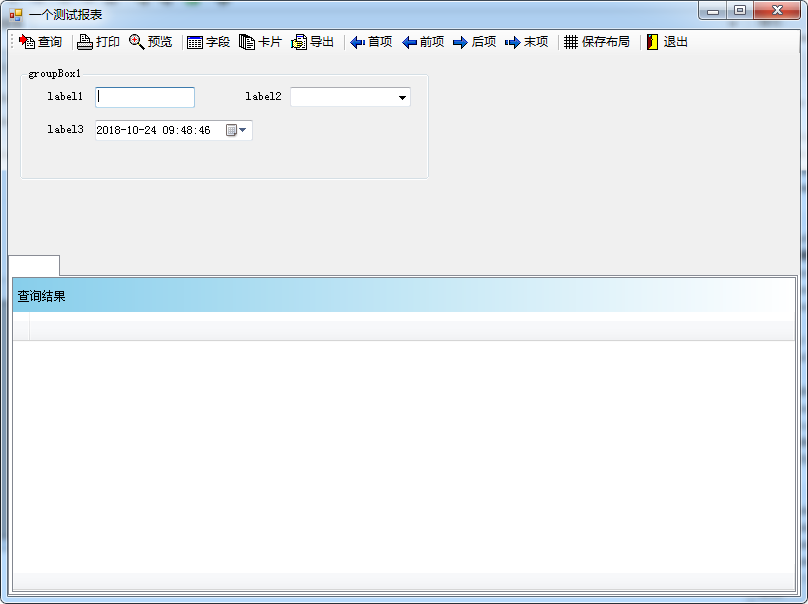 一个测试报表
查询 打印 预览 字段 卡片 导出 首项 前项 后项 末项 保存布局 退出
groupBox1
label1 label2
label3 2018-10-24 09:48:46
查询结果